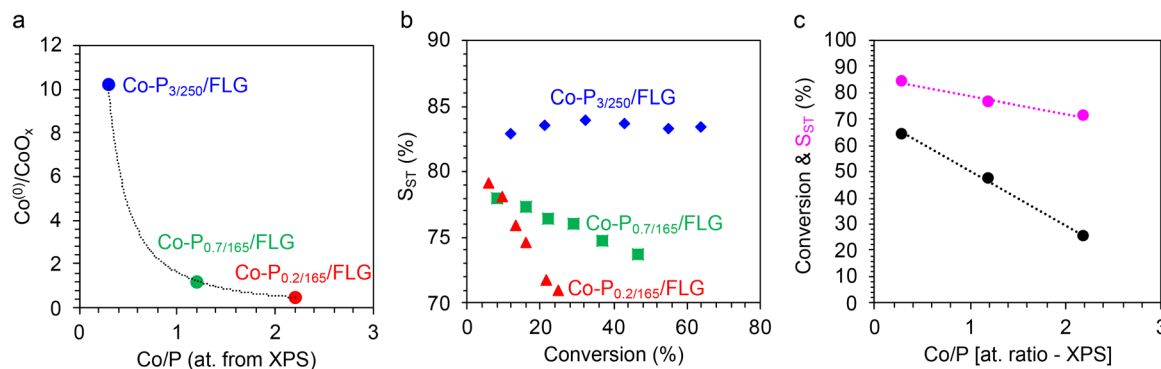 a
12
10
8
6
4
2
0
0
1
2
3
Co⁽⁰⁾/CoOₓ
Co/P (at. from XPS)
Co-P₃/₂₅₀/FLG
Co-P₀.₇/₁₆₅/FLG
Co-P₀.₂/₁₆₅/FLG
b
90
85
80
75
70
0
20
40
60
80
S_ST (%)
Conversion (%)
Co-P₃/₂₅₀/FLG
Co-P₀.₇/₁₆₅/FLG
Co-P₀.₂/₁₆₅/FLG
c
100
90
80
70
60
50
40
30
20
10
0
0
1
2
3
Conversion & S_ST (%)
Co/P [at. ratio - XPS]